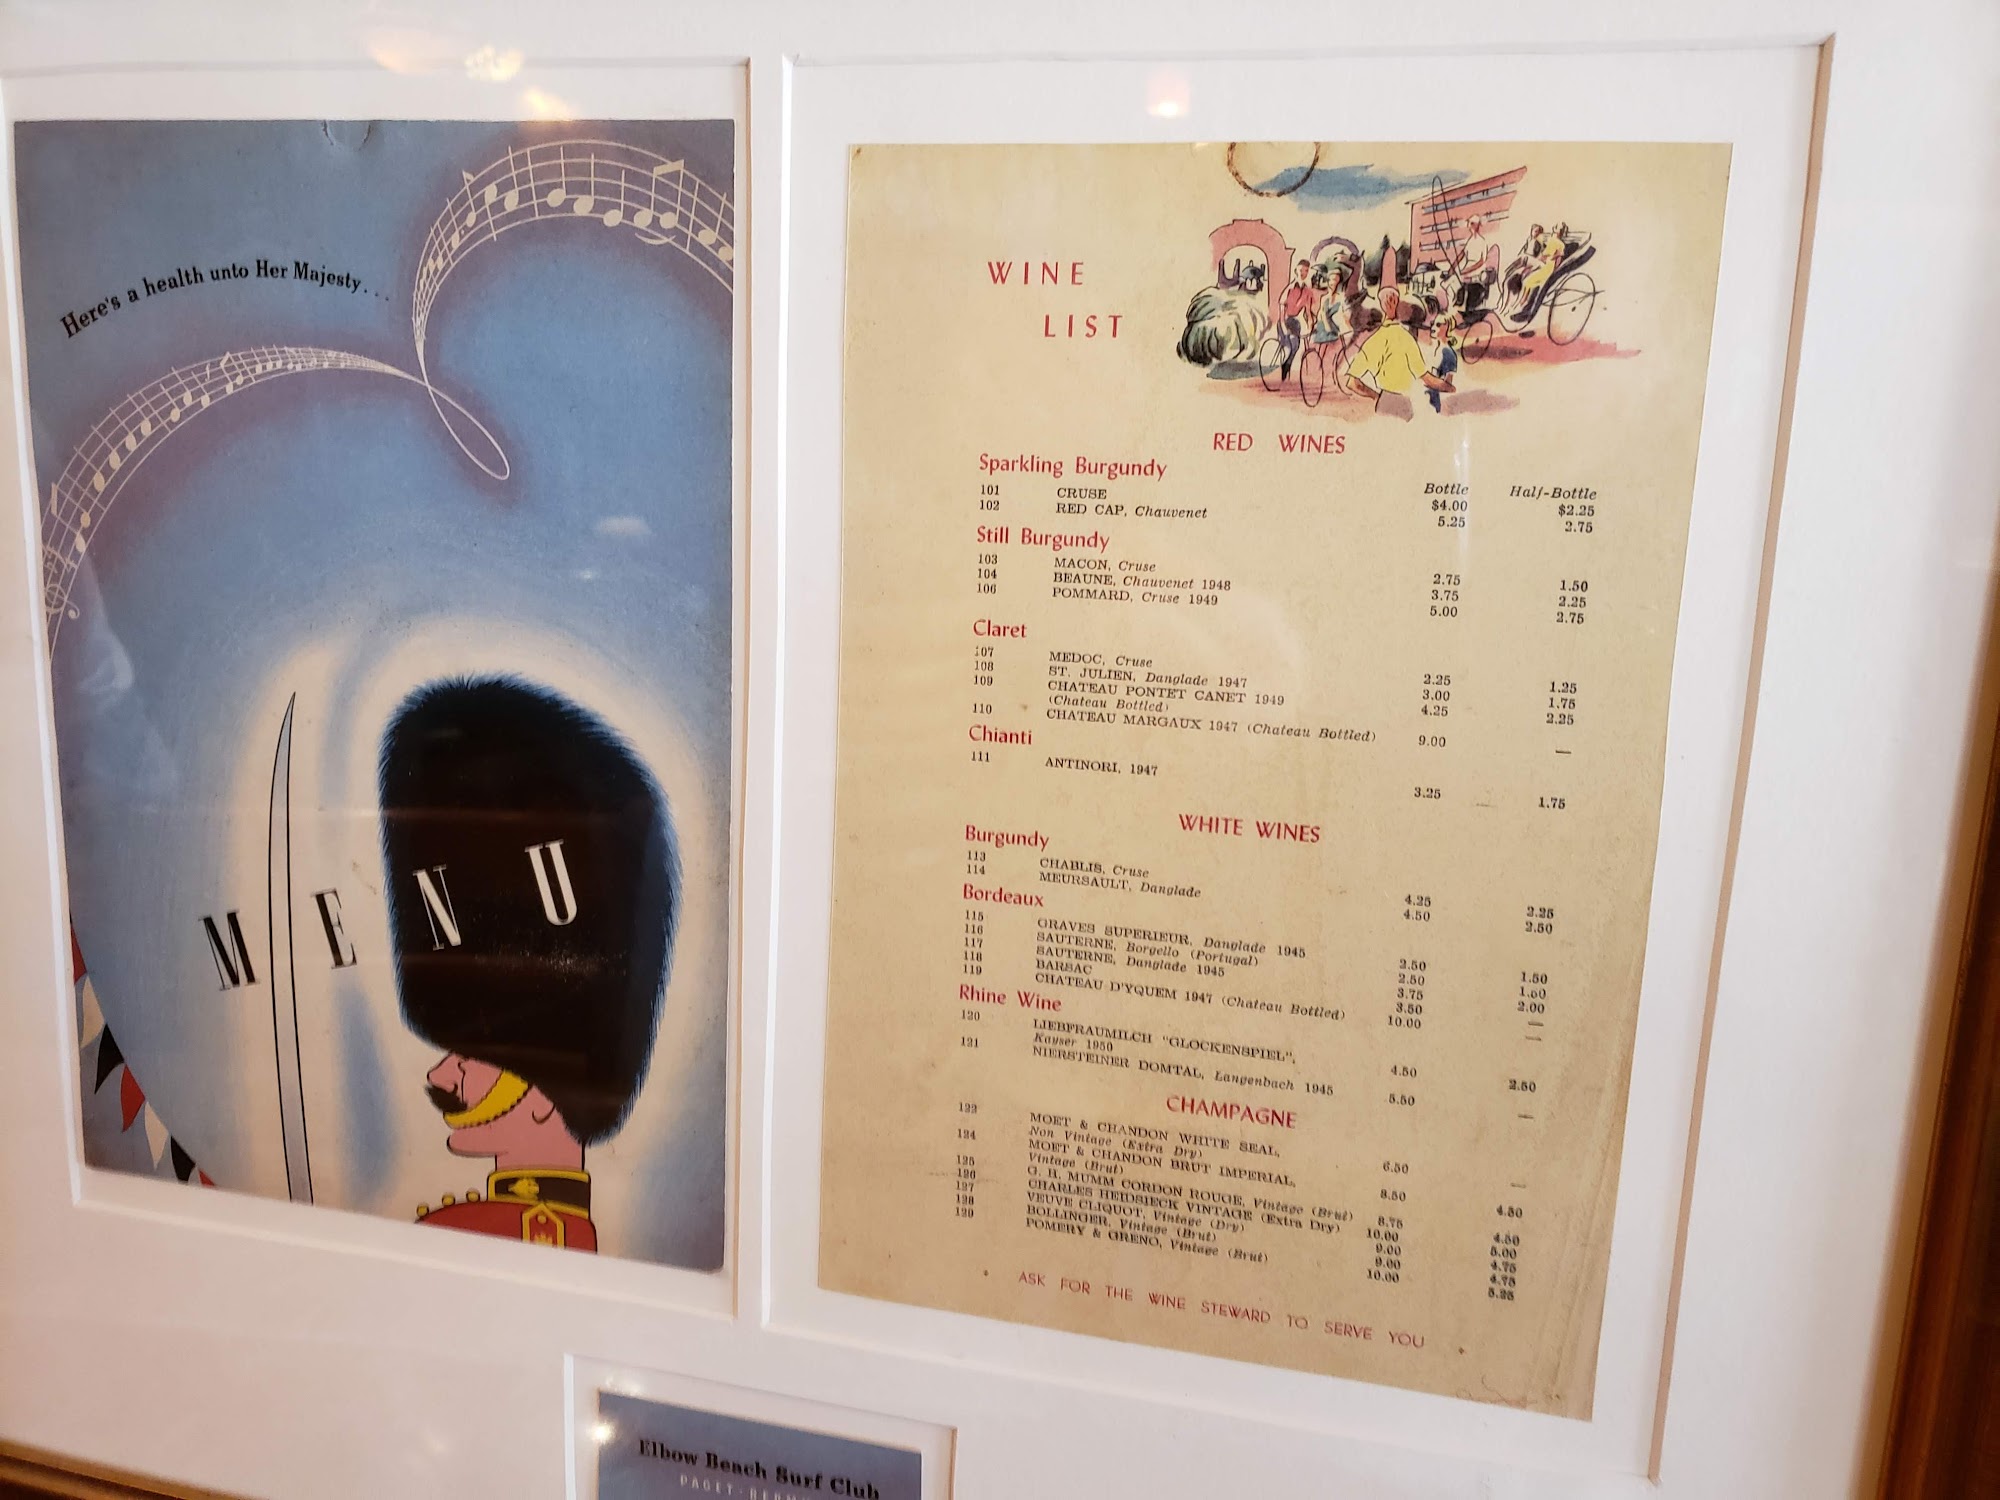 Here's a health unto Her Majesty...
MENU
WINE
LIST
RED WINES
Sparkling Burgundy
Bottle Half-Bottle
101 CRUSE $4.00 $2.25
102 RED CAP, Chauvenet 5.25 2.75
Still Burgundy
103 MACON, Cruse 2.75 1.50
104 BEAUNE, Chauvenet 1948 3.75 2.25
106 POMMARD, Cruse 1949 5.00 2.75
Claret
107 MEDOC, Cruse 2.25 1.25
108 ST. JULIEN, Danglade 1947 3.00 1.75
109 CHATEAU PONTET CANET 1949 4.25 2.25
(Chateau Bottled)
110 CHATEAU MARGAUX 1947 (Chateau Bottled) 9.00 —
Chianti
111 ANTINORI, 1947 3.25 1.75
WHITE WINES
Burgundy
113 CHABLIS, Cruse 4.25 2.25
114 MEURSAULT, Danglade 4.50 2.50
Bordeaux
115 GRAVES SUPERIEUR, Danglade 1945 2.50 1.50
116 SAUTERNE, Borgello (Portugal) 2.50
117 SAUTERNE, Danglade 1945 3.75 2.00
118 BARSAC 3.50 —
119 CHATEAU D'YQUEM 1947 (Chateau Bottled) 10.00 —
Rhine Wine
120 LIEBFRAUMILCH "GLOCKENSPIEL",
Kayser 1950 4.50 2.50
121 NIERSTEINER DOMTAL, Langenbach 1945 5.50 —
CHAMPAGNE
122 MOET & CHANDON WHITE SEAL,
Non Vintage (Extra Dry) 6.50 —
124 MOET & CHANDON BRUT IMPERIAL,
Vintage (Brut) 8.50 4.50
125 G. H. MUMM CORDON ROUGE, Vintage (Brut) 8.75 4.50
126 CHARLES HEIDSIECK VINTAGE (Extra Dry) 10.00 5.00
127 VEUVE CLIQUOT, Vintage (Dry) 9.00 4.75
128 BOLLINGER, Vintage (Brut) 9.00 4.75
129 POMERY & GRENO, Vintage (Brut) 10.00 5.25
ASK FOR THE WINE STEWARD TO SERVE YOU
Elbow Beach Surf Club
PAGET